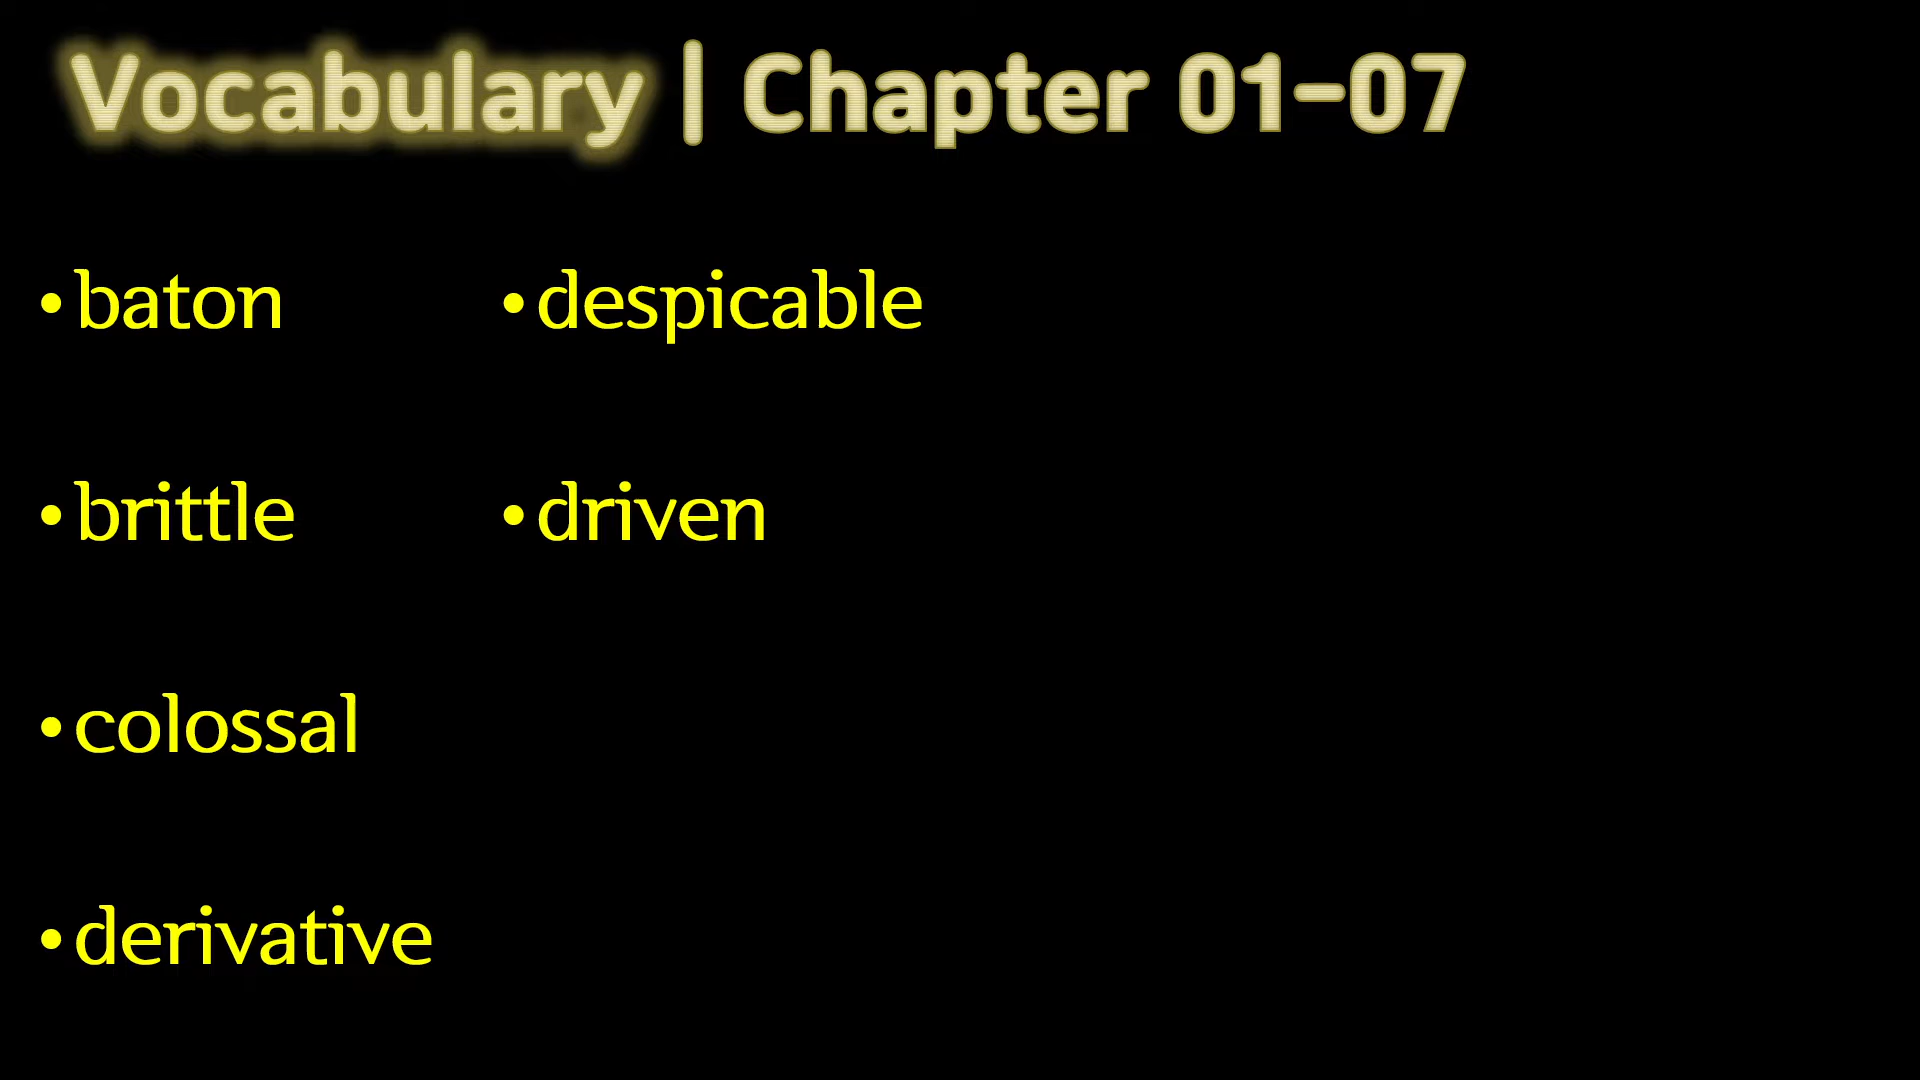 Vocabulary | Chapter 01-07
• baton
• brittle
• colossal
• derivative
• despicable
• driven